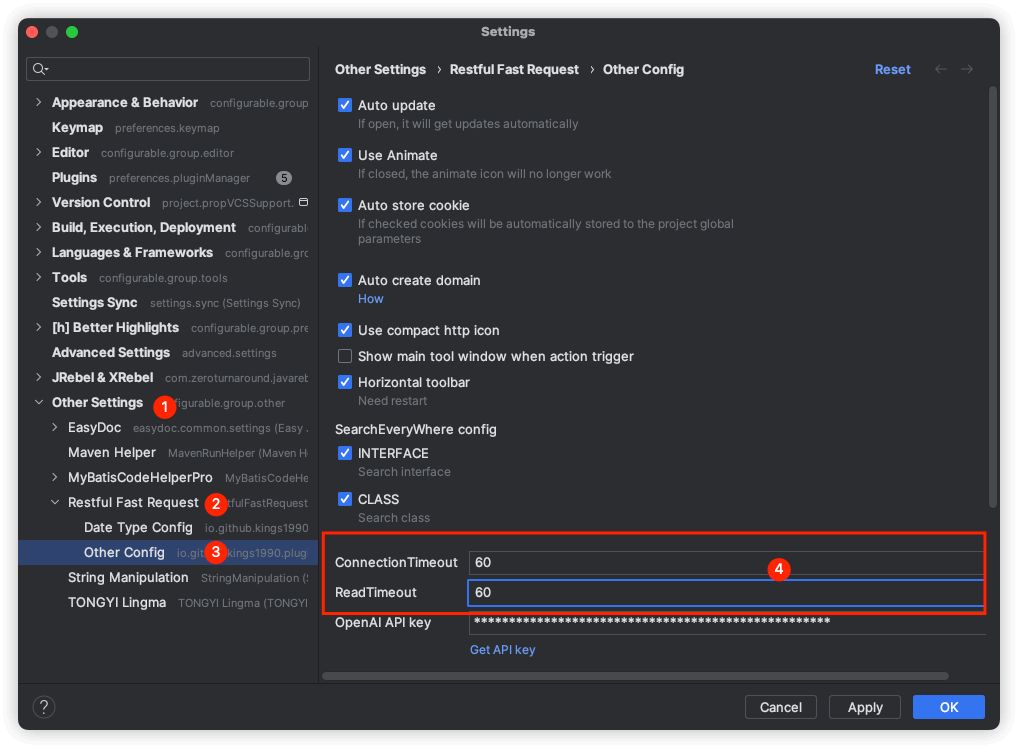 Settings
Other Settings › Restful Fast Request › Other Config
Reset
Appearance & Behavior configurable.group
Keymap preferences.keymap
Editor configurable.group.editor
Plugins preferences.pluginManager 5
Version Control project.propVCSSupport.
Build, Execution, Deployment configurabl
Languages & Frameworks configurable.gro
Tools configurable.group.tools
Settings Sync settings.sync (Settings Sync)
[h] Better Highlights configurable.group.pre
Advanced Settings advanced.settings
JRebel & XRebel com.zeroturnaround.javareb
Other Settings 1 figurable.group.other
EasyDoc easydoc.common.settings (Easy .
Maven Helper MavenRunHelper (Maven H
MyBatisCodeHelperPro MyBatisCodeHe
Restful Fast Request 2 tfulFastRequest
Date Type Config io.github.kings1990
Other Config io.git 3 kings1990.plug
String Manipulation StringManipulation (S
TONGYI Lingma TONGYI Lingma (TONGYI
Auto update
If open, it will get updates automatically
Use Animate
If closed, the animate icon will no longer work
Auto store cookie
If checked cookies will be automatically stored to the project global
parameters
Auto create domain
How
Use compact http icon
Show main tool window when action trigger
Horizontal toolbar
Need restart
SearchEveryWhere config
INTERFACE
Search interface
CLASS
Search class
ConnectionTimeout 60
4
ReadTimeout 60
OpenAI API key ***************************************************
Get API key
?
Cancel
Apply
OK